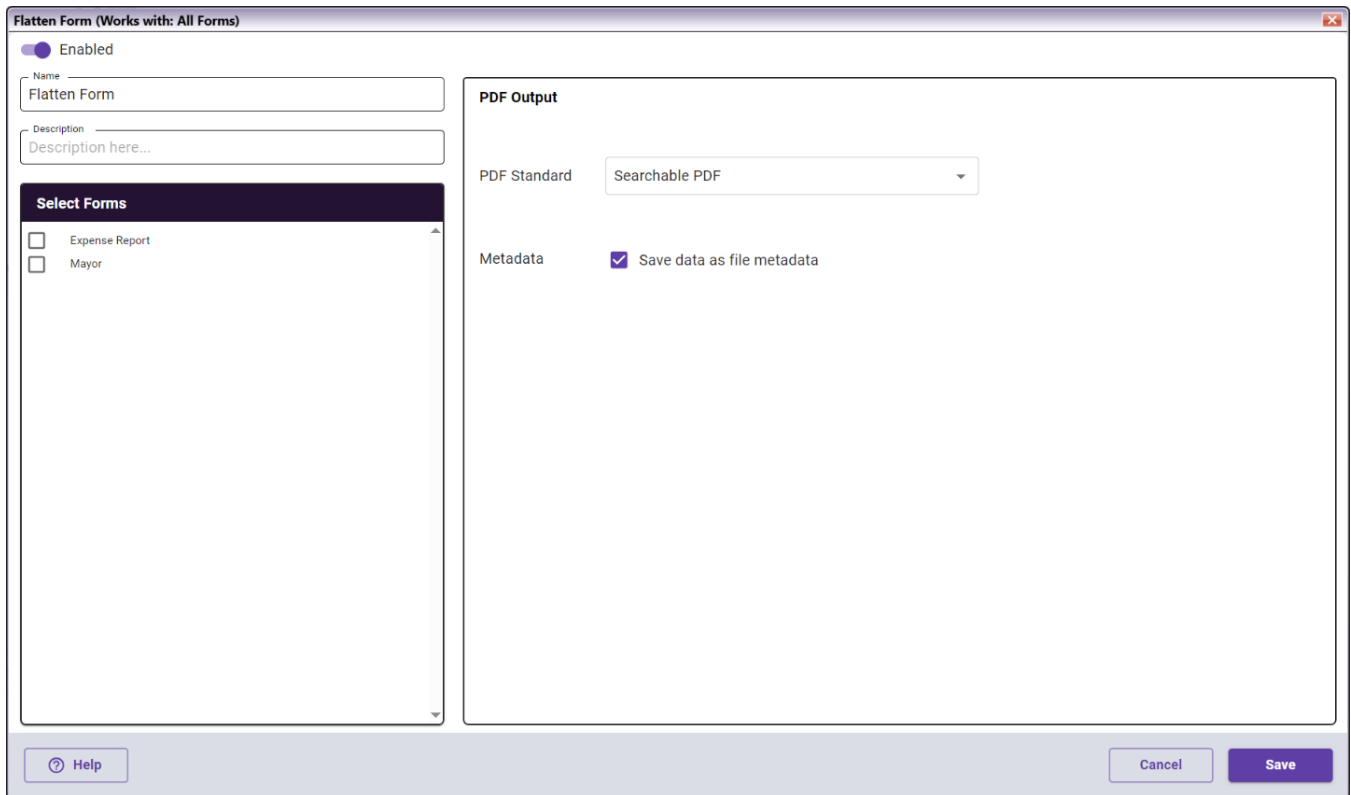 Flatten Form (Works with: All Forms)
Enabled
Name
Flatten Form
Description
Description here...
Select Forms
Expense Report
Mayor
PDF Output
PDF Standard
Searchable PDF
Metadata
Save data as file metadata
Help
Cancel
Save